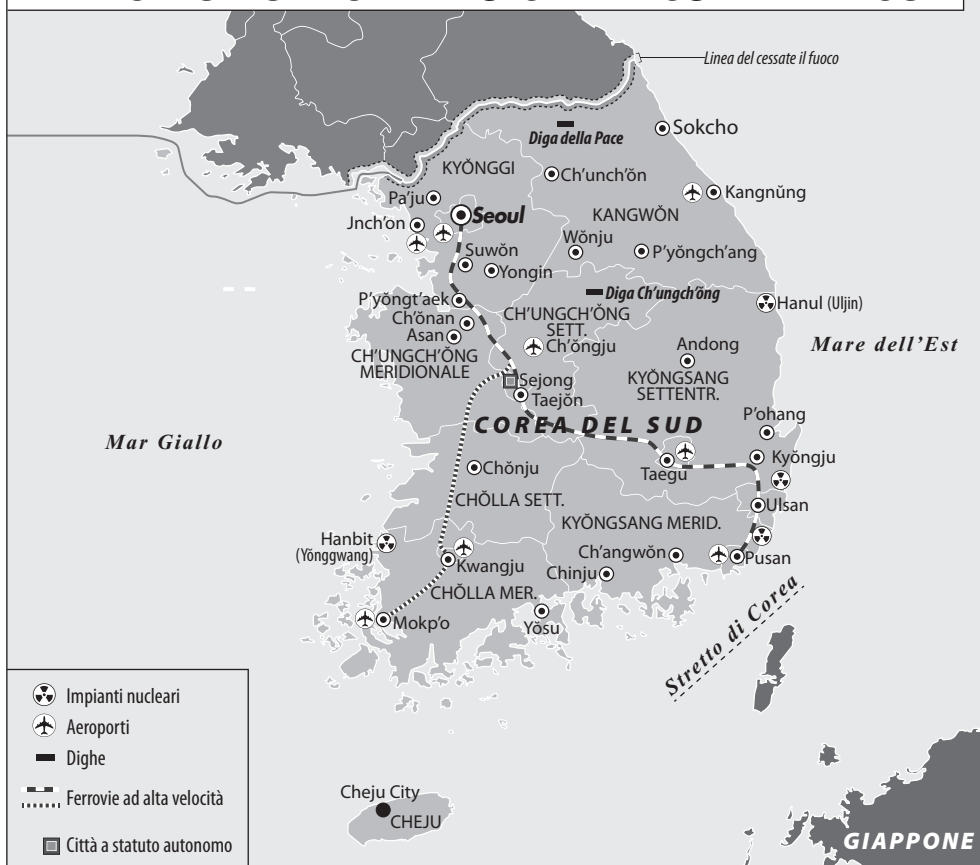 Linea del cessate il fuoco
Sokcho
Diga della Pace
KYŎNGGI
Ch'unch'ŏn
Pa'ju
Kangnŭng
Seoul
KANGWŎN
Jnch'on
Wŏnju
P'yŏngch'ang
Suwŏn
Yongin
P'yŏngt'aek
Diga Ch'ungch'ŏng
Hanul (Uljin)
Ch'ŏnan
CH'UNGCH'ŎNG
SETT.
Asan
Ch'ŏngju
Andong
Mare dell'Est
CH'UNGCH'ŎNG
MERIDIONALE
Sejong
KYŎNGSANG
SETTENTR.
Taejŏn
P'ohang
COREA DEL SUD
Mar Giallo
Kyŏngju
Chŏnju
Taegu
CHŎLLA SETT.
Ulsan
KYŎNGSANG MERID.
Hanbit
(Yŏnggwang)
Ch'angwŏn
Pusan
Kwangju
Chinju
CHŎLLA MER.
Mokp'o
Yŏsu
Stretto di Corea
Impianti nucleari
Aeroporti
Dighe
Ferrovie ad alta velocità
Città a statuto autonomo
Cheju City
CHEJU
GIAPPONE